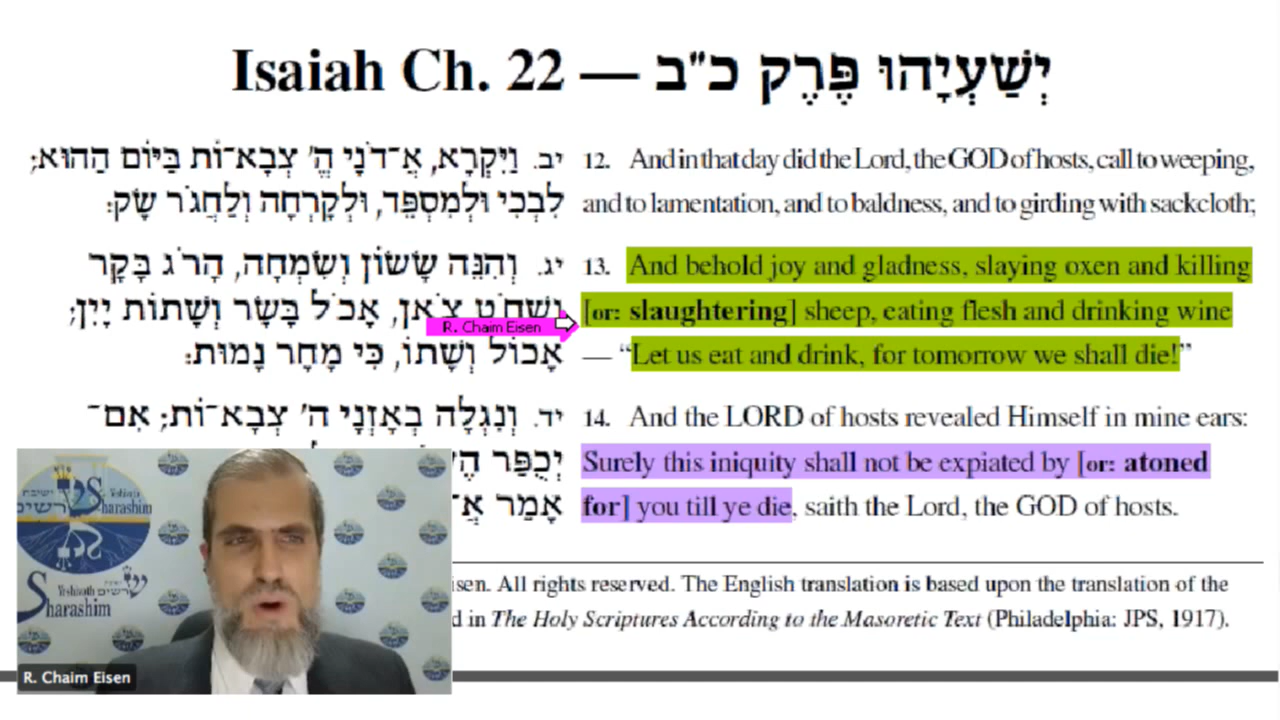 Isaiah Ch. 22 — יְשַׁעְיָהוּ פֶּרֶק כ"ב
יב. וַיִּקְרָא, אֲ־דֹנָי הֱ' צְבָא־וֹת בַּיּוֹם הַהוּא;
לִבְכִי וּלְמִסְפֵּד, וּלְקָרְחָה וְלַחֲגֹר שָׂק:
12. And in that day did the Lord, the GOD of hosts, call to weeping,
and to lamentation, and to baldness, and to girding with sackcloth;
יג. וְהִנֵּה שָׂשׂוֹן וְשִׂמְחָה, הָרֹג בָּקָר
וְשָׁחֹט צֹאן, אָכֹל בָּשָׂר וְשָׁתוֹת יָיִן;
אָכוֹל וְשָׁתוֹ, כִּי מָחָר נָמוּת:
R. Chaim Eisen
13. And behold joy and gladness, slaying oxen and killing
[or: slaughtering] sheep, eating flesh and drinking wine
— “Let us eat and drink, for tomorrow we shall die!”
יד. וְנִגְלָה בְאָזְנָי ה' צְבָא־וֹת; אִם־
יְכֻפַּר
אָמַר
14. And the LORD of hosts revealed Himself in mine ears:
Surely this iniquity shall not be expiated by [or: atoned
for] you till ye die, saith the Lord, the GOD of hosts.
isen. All rights reserved. The English translation is based upon the translation of the
d in The Holy Scriptures According to the Masoretic Text (Philadelphia: JPS, 1917).
Yeshivath
Sharashim
Yeshivath
Sharashim
R. Chaim Eisen